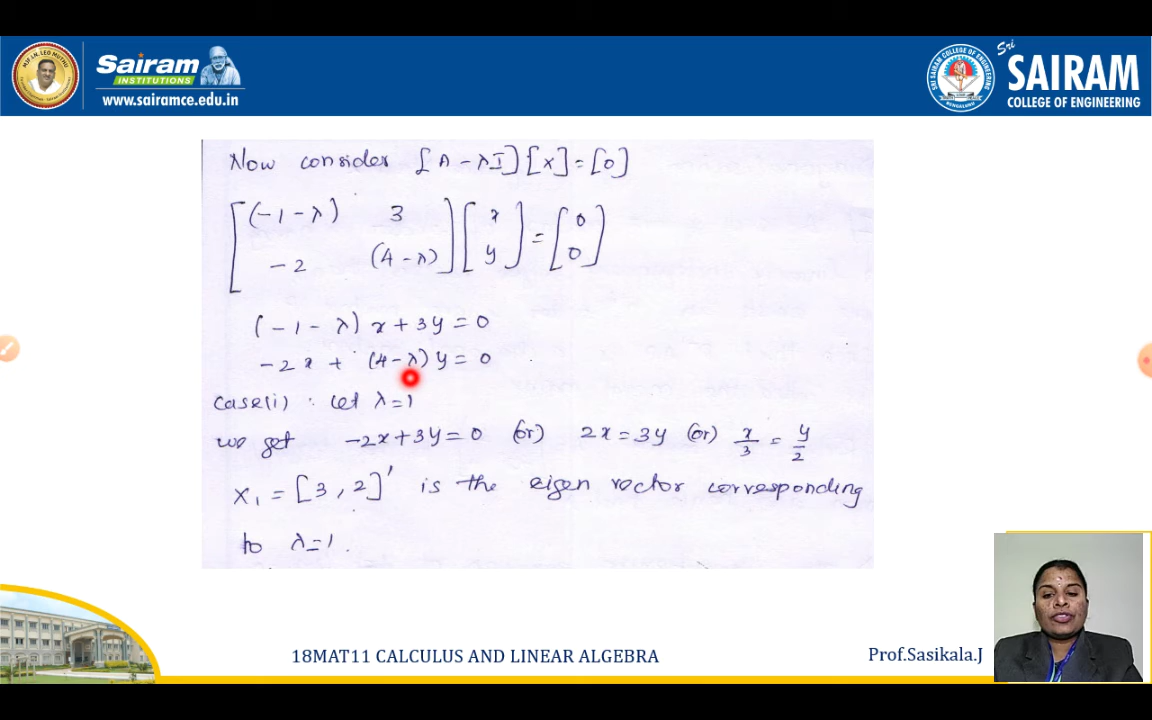 Sairam
INSTITUTIONS
www.sairamce.edu.in
Sri
SAIRAM
COLLEGE OF ENGINEERING
Now consider [A - λI] [x] = [0]
[(-1-λ) 3] [x] = [0]
[-2 (4-λ)] [y] [0]
(-1-λ) x + 3y = 0
-2x + (4-λ) y = 0
case(i) : let λ=1
we get -2x+3y=0 (or) 2x=3y (or) x/3 = y/2
x₁ = [3, 2]' is the eigen vector corresponding
to λ=1.
18MAT11 CALCULUS AND LINEAR ALGEBRA
Prof.Sasikala.J